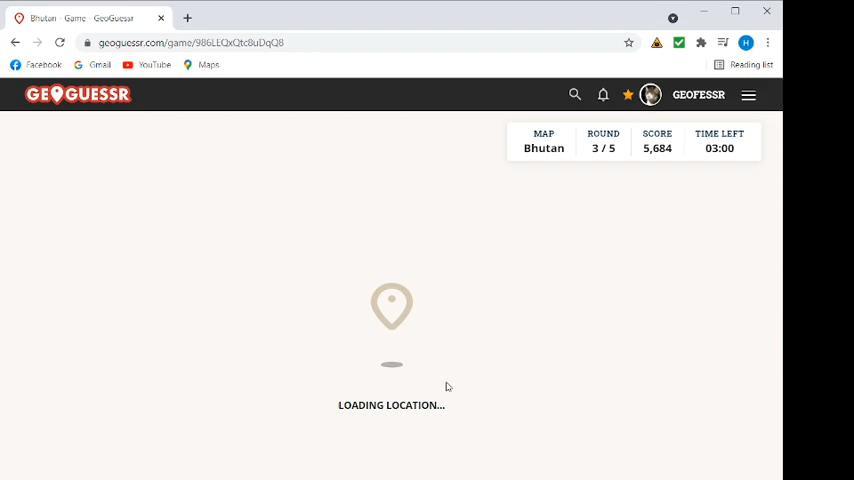 Bhutan - Game - GeoGuessr
geoguessr.com/game/986LEQxQtc8uDqQ8
H
Facebook
Gmail
YouTube
Maps
Reading list
GEOGUESSR
GEOFESSR
MAP
ROUND
SCORE
TIME LEFT
Bhutan
3 / 5
5,684
03:00
LOADING LOCATION...